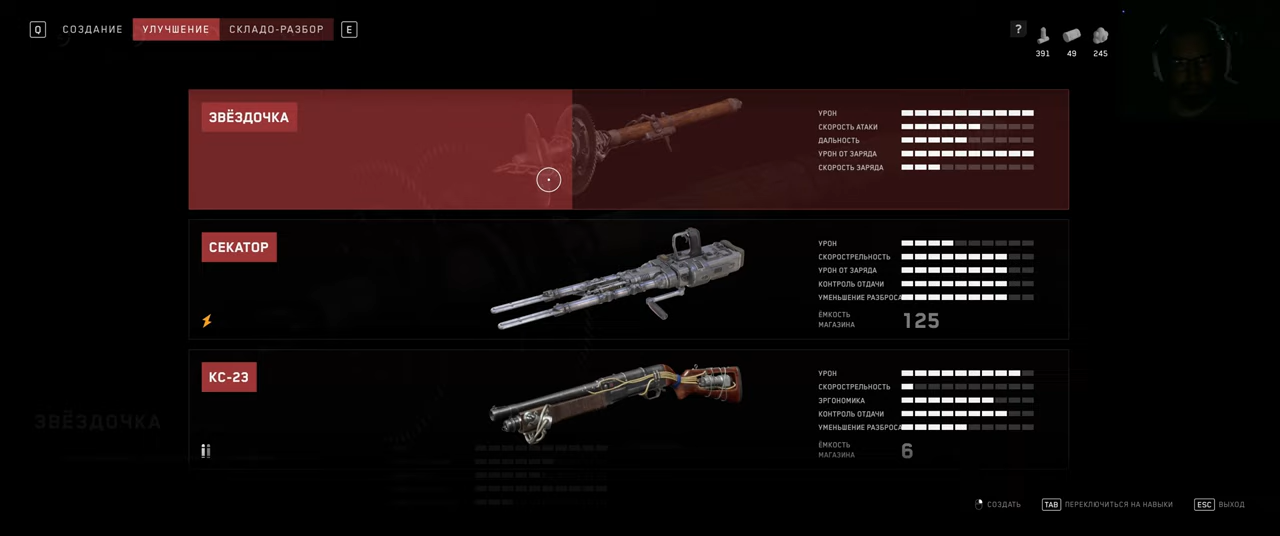 Q СОЗДАНИЕ УЛУЧШЕНИЕ СКЛАДО-РАЗБОР E
?
391 49 245
ЗВЁЗДОЧКА
УРОН
СКОРОСТЬ АТАКИ
ДАЛЬНОСТЬ
УРОН ОТ ЗАРЯДА
СКОРОСТЬ ЗАРЯДА
СЕКАТОР
УРОН
СКОРОСТРЕЛЬНОСТЬ
УРОН ОТ ЗАРЯДА
КОНТРОЛЬ ОТДАЧИ
УМЕНЬШЕНИЕ РАЗБРОСА
ЁМКОСТЬ
МАГАЗИНА
125
КС-23
УРОН
СКОРОСТРЕЛЬНОСТЬ
ЭРГОНОМИКА
КОНТРОЛЬ ОТДАЧИ
УМЕНЬШЕНИЕ РАЗБРОСА
ЁМКОСТЬ
МАГАЗИНА
6
ЗВЁЗДОЧКА
СОЗДАТЬ TAB ПЕРЕКЛЮЧИТЬСЯ НА НАВЫКИ ESC ВЫХОД